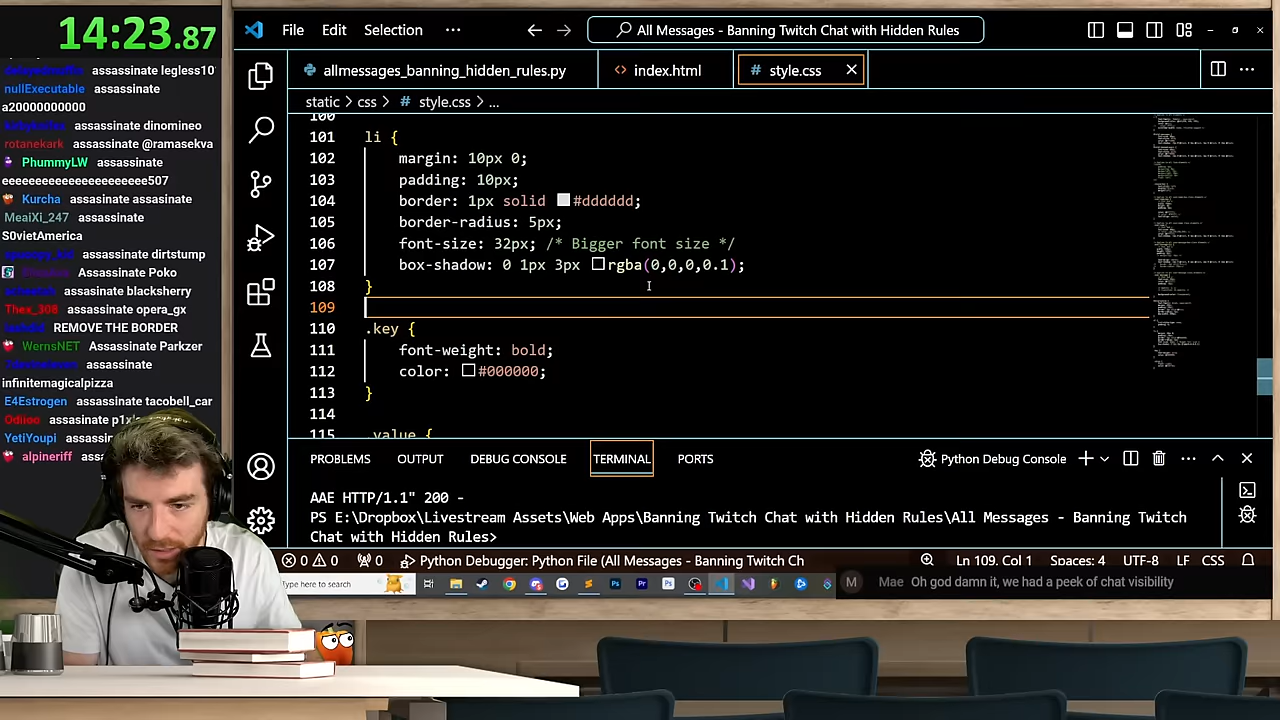 14:23.87
assassinate legless10
nullExecutable assassinate
a20000000000
assassinate dinomineo
rotanekark assassinate @ramasekva
PhummyLW assassinate
eeeeeeeeeeeeeeeeeeee507
Kurcha assassinate asasinate
MeaiXi_247 assassinate
S0vietAmerica
assassinate dirtstump
Assassinate Poko
assassinate blacksherry
Thex_308 assassinate opera_gx
REMOVE THE BORDER
WernsNET Assassinate Parkzer
assassinate
infinitemagicalpizza
E4Estrogen assassinate tacobell_car
Odiioo assasinate
YetiYoupi
alpineriff
File Edit Selection ···
All Messages - Banning Twitch Chat with Hidden Rules
allmessages_banning_hidden_rules.py
<> index.html
# style.css
static > css > # style.css > ...
100
101 li {
102 margin: 10px 0;
103 padding: 10px;
104 border: 1px solid #dddddd;
105 border-radius: 5px;
106 font-size: 32px; /* Bigger font size */
107 box-shadow: 0 1px 3px rgba(0,0,0,0.1);
108 }
109
110 .key {
111 font-weight: bold;
112 color: #000000;
113 }
114
115 .value {
PROBLEMS OUTPUT DEBUG CONSOLE TERMINAL PORTS
Python Debug Console
AAE HTTP/1.1" 200 -
PS E:\Dropbox\Livestream Assets\Web Apps\Banning Twitch Chat with Hidden Rules\All Messages - Banning Twitch
Chat with Hidden Rules>
0 0 0 Python Debugger: Python File (All Messages - Banning Twitch Ch
Ln 109, Col 1 Spaces: 4 UTF-8 LF CSS
Type here to search
M Mae Oh god damn it, we had a peek of chat visibility